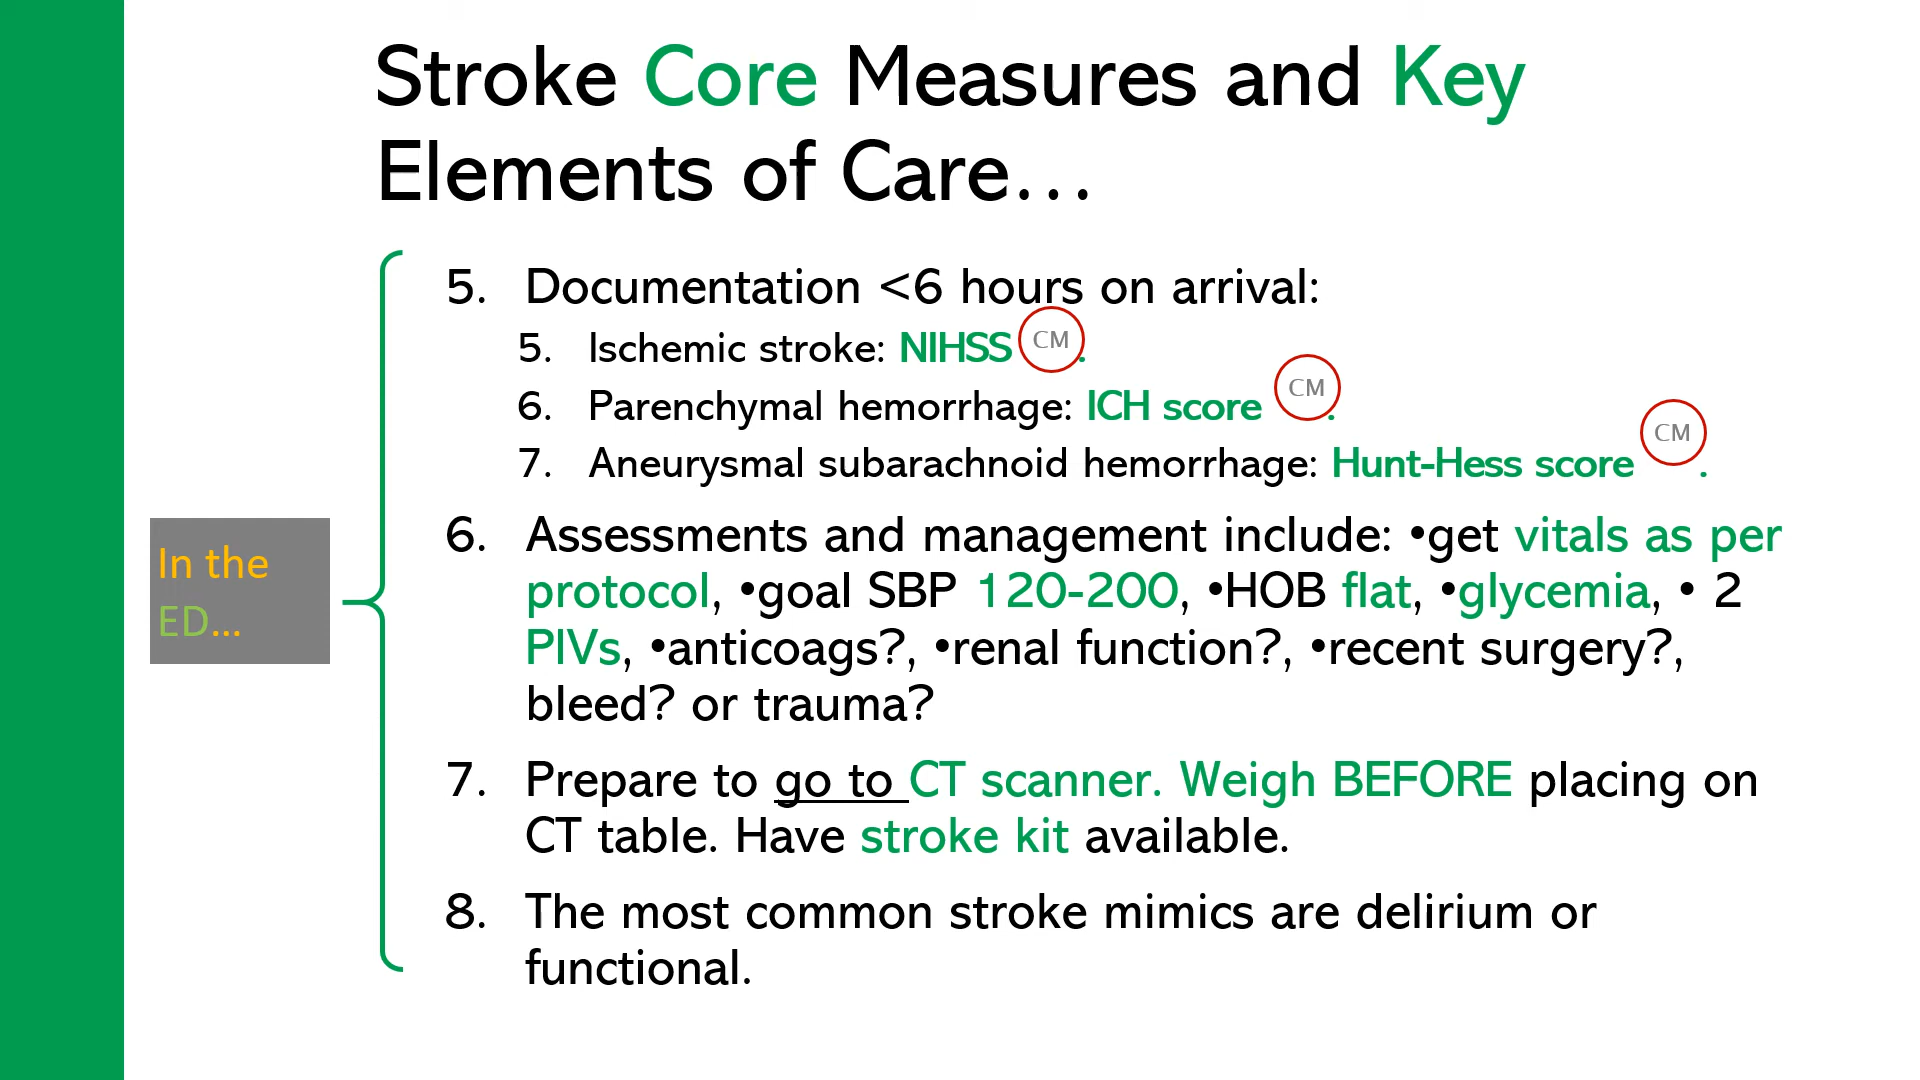 Stroke Core Measures and Key
Elements of Care…
5. Documentation <6 hours on arrival:
5. Ischemic stroke: NIHSS CM.
6. Parenchymal hemorrhage: ICH score CM.
7. Aneurysmal subarachnoid hemorrhage: Hunt-Hess score CM.
In the
ED…
6. Assessments and management include: •get vitals as per
protocol, •goal SBP 120-200, •HOB flat, •glycemia, • 2
PIVs, •anticoags?, •renal function?, •recent surgery?,
bleed? or trauma?
7. Prepare to go to CT scanner. Weigh BEFORE placing on
CT table. Have stroke kit available.
8. The most common stroke mimics are delirium or
functional.